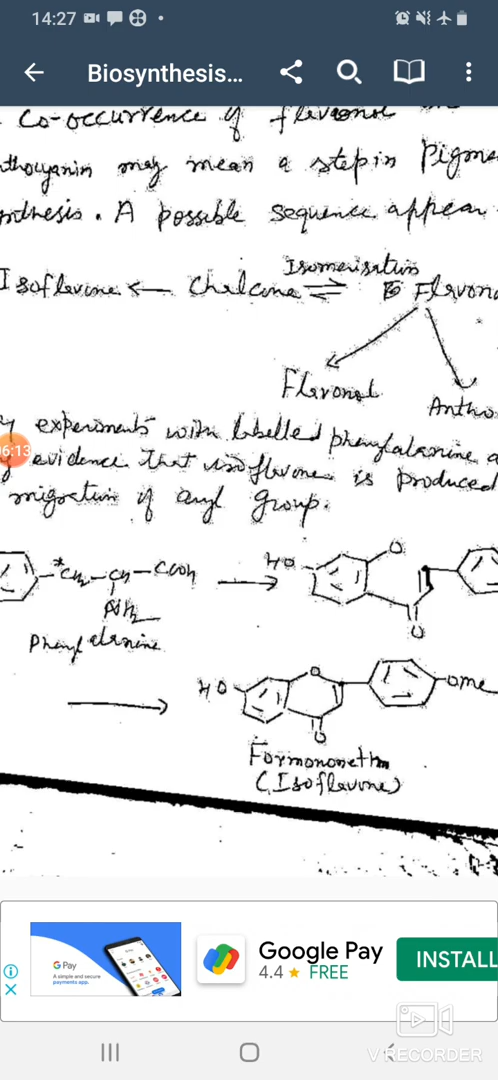 14:27
Biosynthesis...
Co-occurrence of flavonol
thocyanin may mean a step in Pigme
nthesis. A possible sequence appear
Isomerisation
Isoflavone ← Chalcone ⇌ Flavon
Flavonol
Antho
experiments with labelled phenylalanine
06:13
evidence that isoflavone is produced
migration of aryl group.
*CH2-CH-COOH → HO O
NH2 O
Phenylalanine
→ HO O OMe
O
Formononetin
(Isoflavone)
G Pay
A simple and secure
payments app.
Google Pay
4.4 ★ FREE
INSTALL
V RECORDER